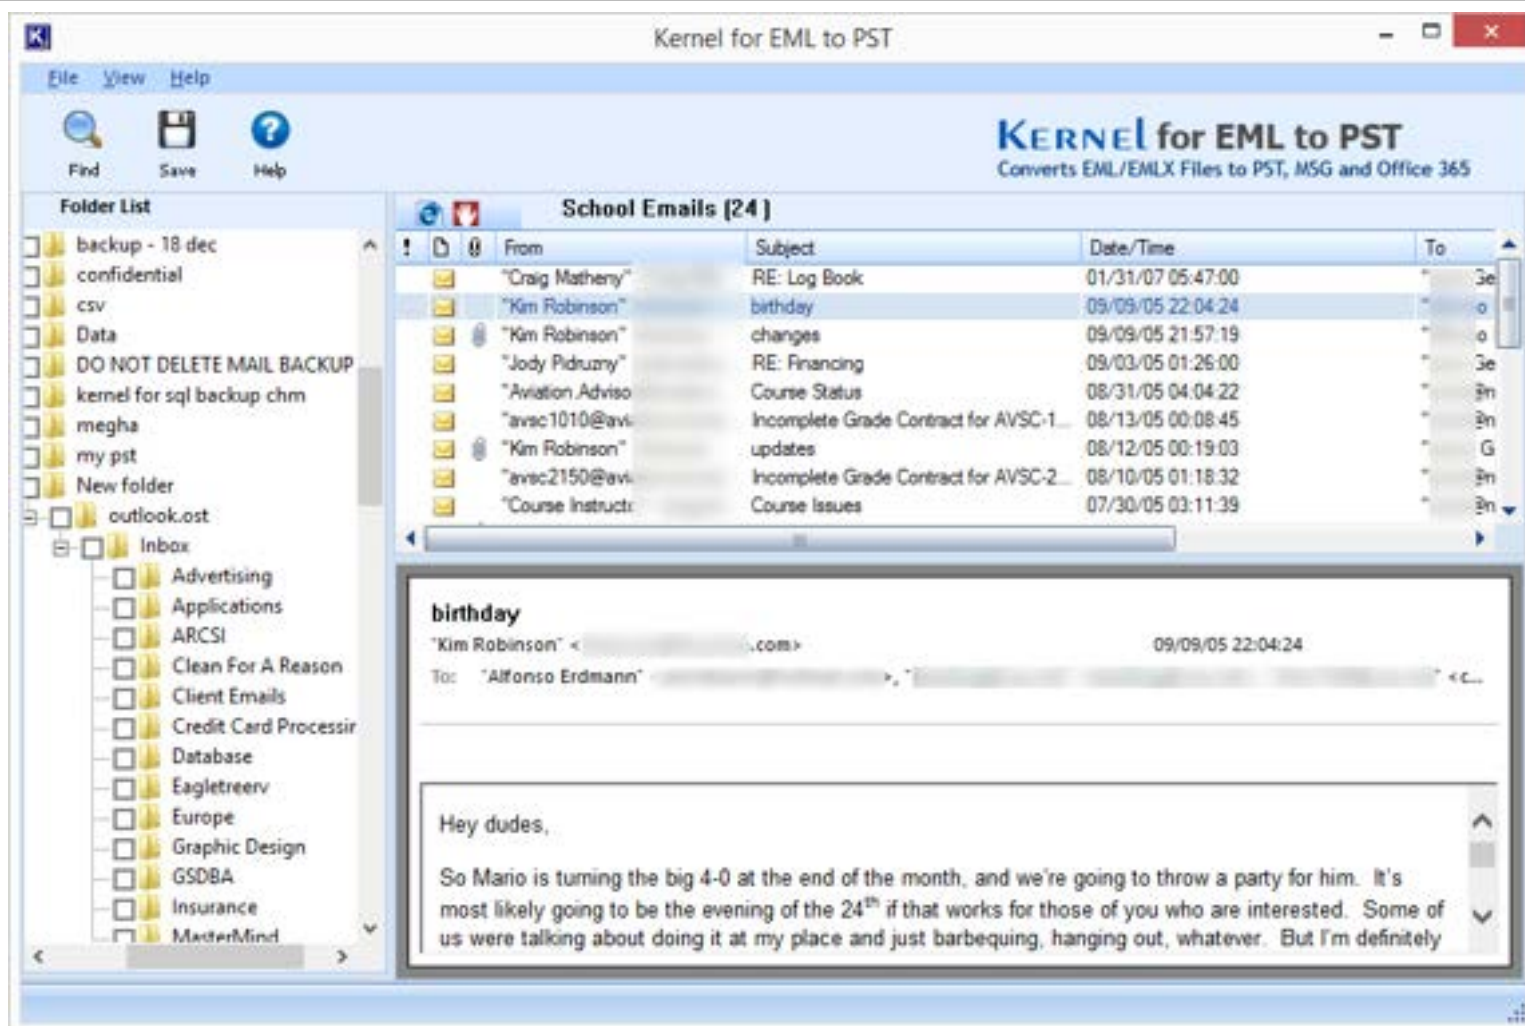 Kernel for EML to PST
File View Help
Find Save Help
KERNEL for EML to PST
Converts EML/EMLX Files to PST, MSG and Office 365
Folder List
backup - 18 dec
confidential
csv
Data
DO NOT DELETE MAIL BACKUP
kernel for sql backup chm
megha
my pst
New folder
outlook.ost
Inbox
Advertising
Applications
ARCSI
Clean For A Reason
Client Emails
Credit Card Processir
Database
Eagletreerv
Europe
Graphic Design
GSDBA
Insurance
MasterMind
School Emails (24 )
! From Subject Date/Time To
"Craig Matheny" RE: Log Book 01/31/07 05:47:00
"Kim Robinson" birthday 09/09/05 22:04:24
"Kim Robinson" changes 09/09/05 21:57:19
"Jody Pidruzny" RE: Financing 09/03/05 01:26:00
"Aviation Adviso Course Status 08/31/05 04:04:22
"avsc1010@avi Incomplete Grade Contract for AVSC-1... 08/13/05 00:08:45
"Kim Robinson" updates 08/12/05 00:19:03
"avsc2150@avi Incomplete Grade Contract for AVSC-2... 08/10/05 01:18:32
"Course Instructo Course Issues 07/30/05 03:11:39
birthday
"Kim Robinson" < .com> 09/09/05 22:04:24
To: "Alfonso Erdmann" >, " " <c...
Hey dudes,
So Mario is turning the big 4-0 at the end of the month, and we're going to throw a party for him. It's
most likely going to be the evening of the 24th if that works for those of you who are interested. Some of
us were talking about doing it at my place and just barbequing, hanging out, whatever. But I'm definitely